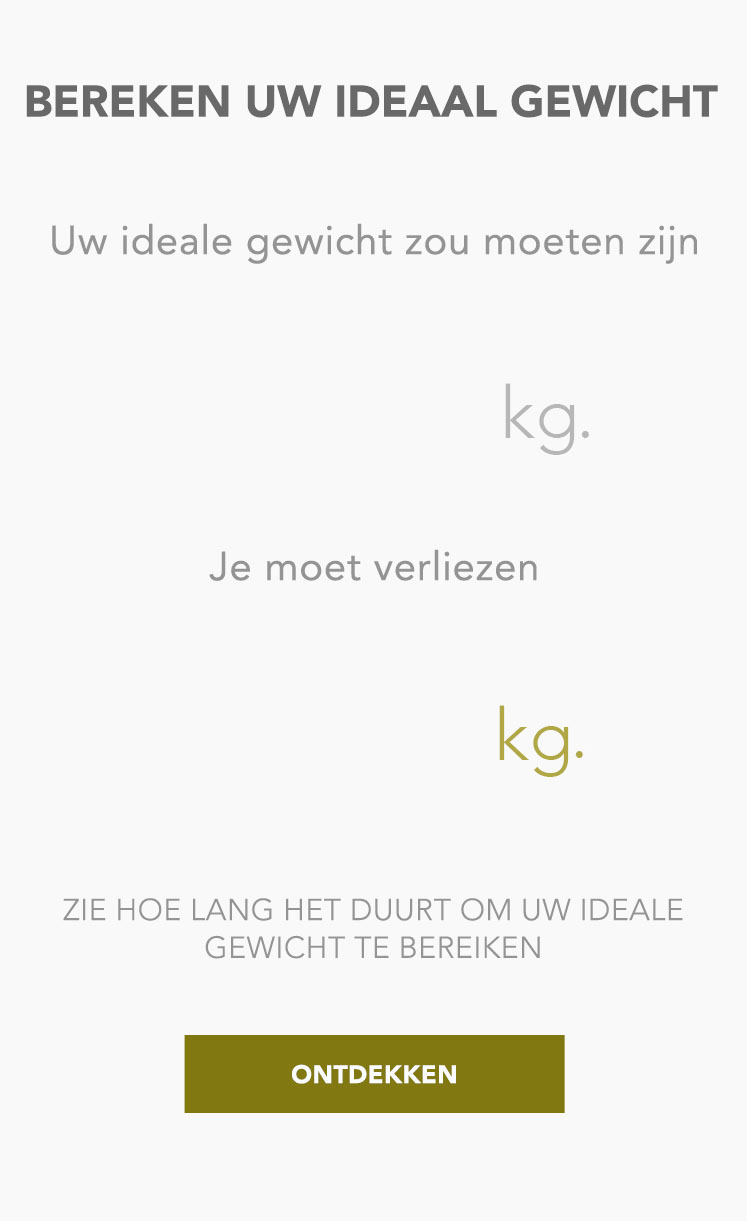 BEREKEN UW IDEAAL GEWICHT
Uw ideale gewicht zou moeten zijn
kg.
Je moet verliezen
kg.
ZIE HOE LANG HET DUURT OM UW IDEALE
GEWICHT TE BEREIKEN
ONTDEKKEN